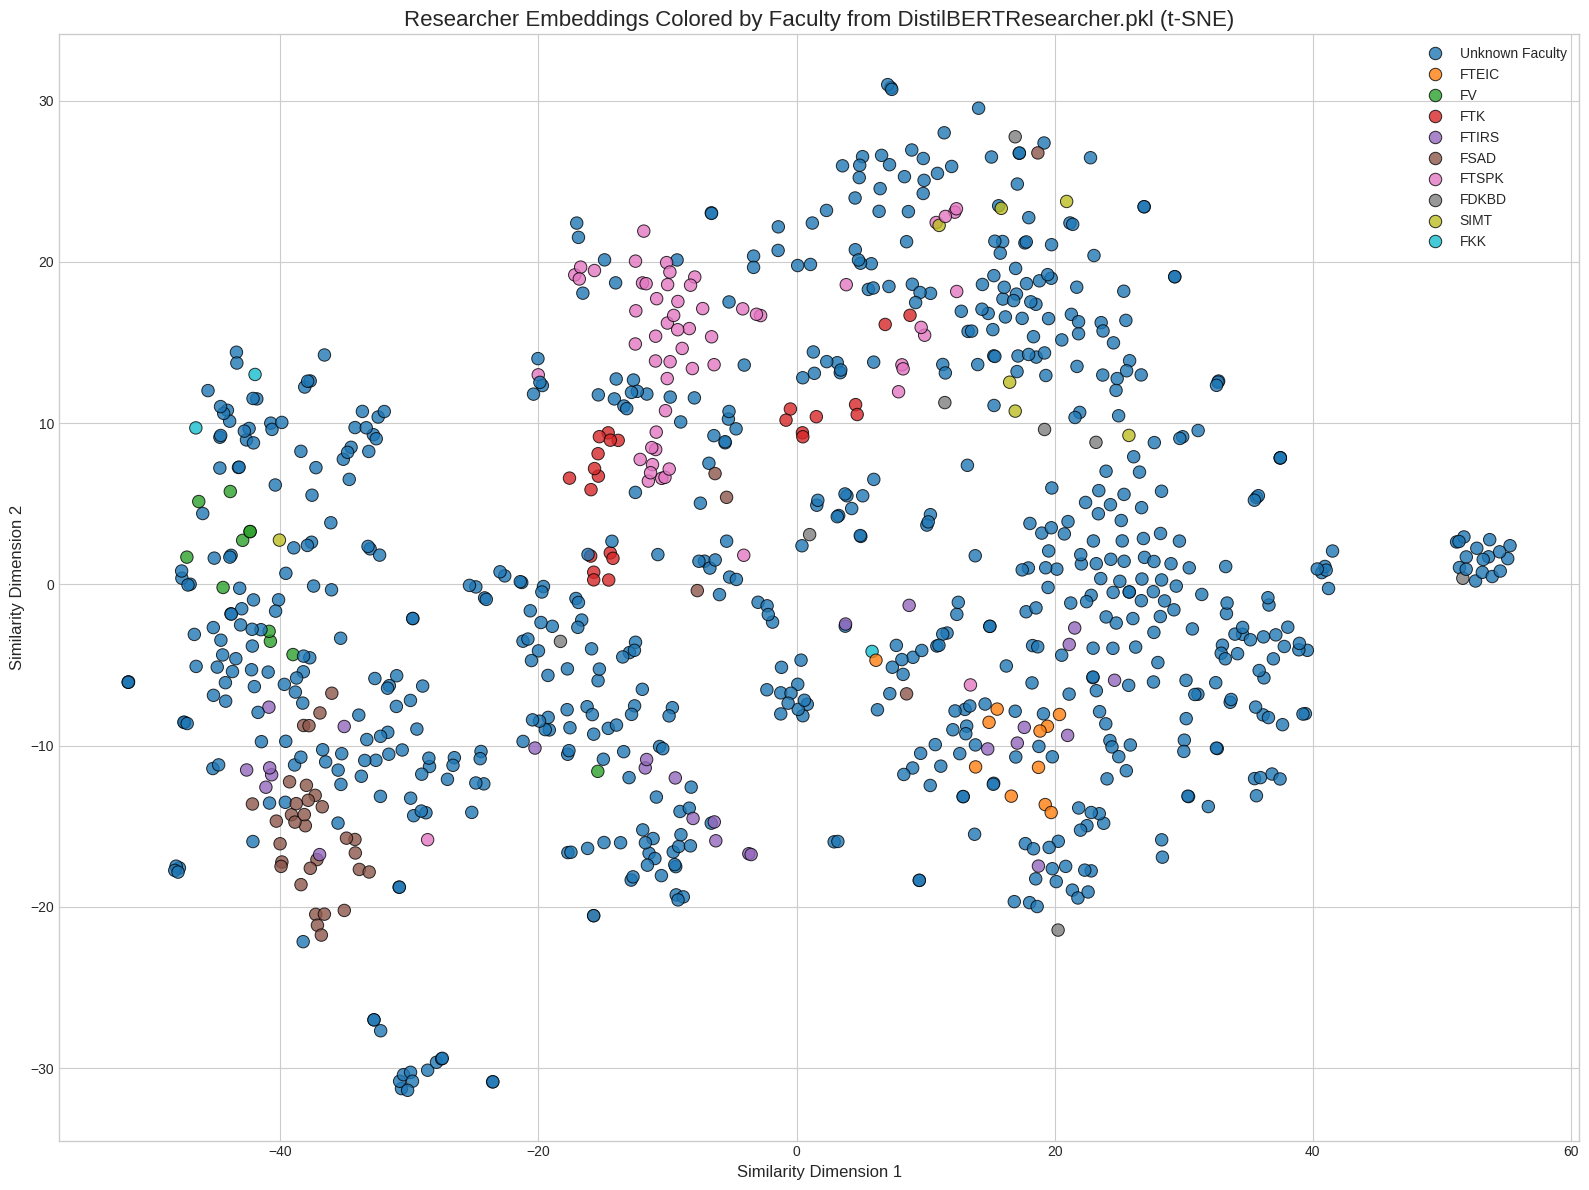 Researcher Embeddings Colored by Faculty from DistilBERTResearcher.pkl (t-SNE)
Unknown Faculty
FTEIC
FV
FTK
FTIRS
FSAD
FTSPK
FDKBD
SIMT
FKK
Similarity Dimension 2
30
20
10
0
−10
−20
−30
−40
−20
0
20
40
60
Similarity Dimension 1